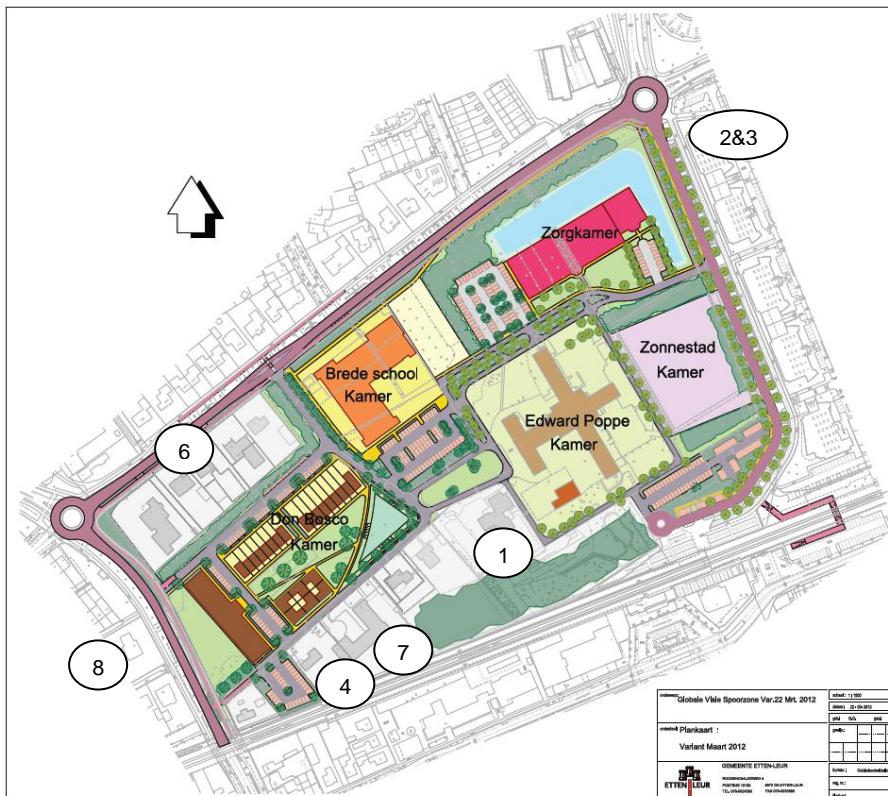 2&3
Zorgkamer
Zonnestad
Kamer
Brede school
Kamer
Edward Poppe
Kamer
6
Don Bosco
Kamer
1
8
7
4
Globale Visie Spoorzone Var.22 Mrt. 2012
Plankaart :
Variant Maart 2012
GEMEENTE ETTEN-LEUR
ETTEN LEUR